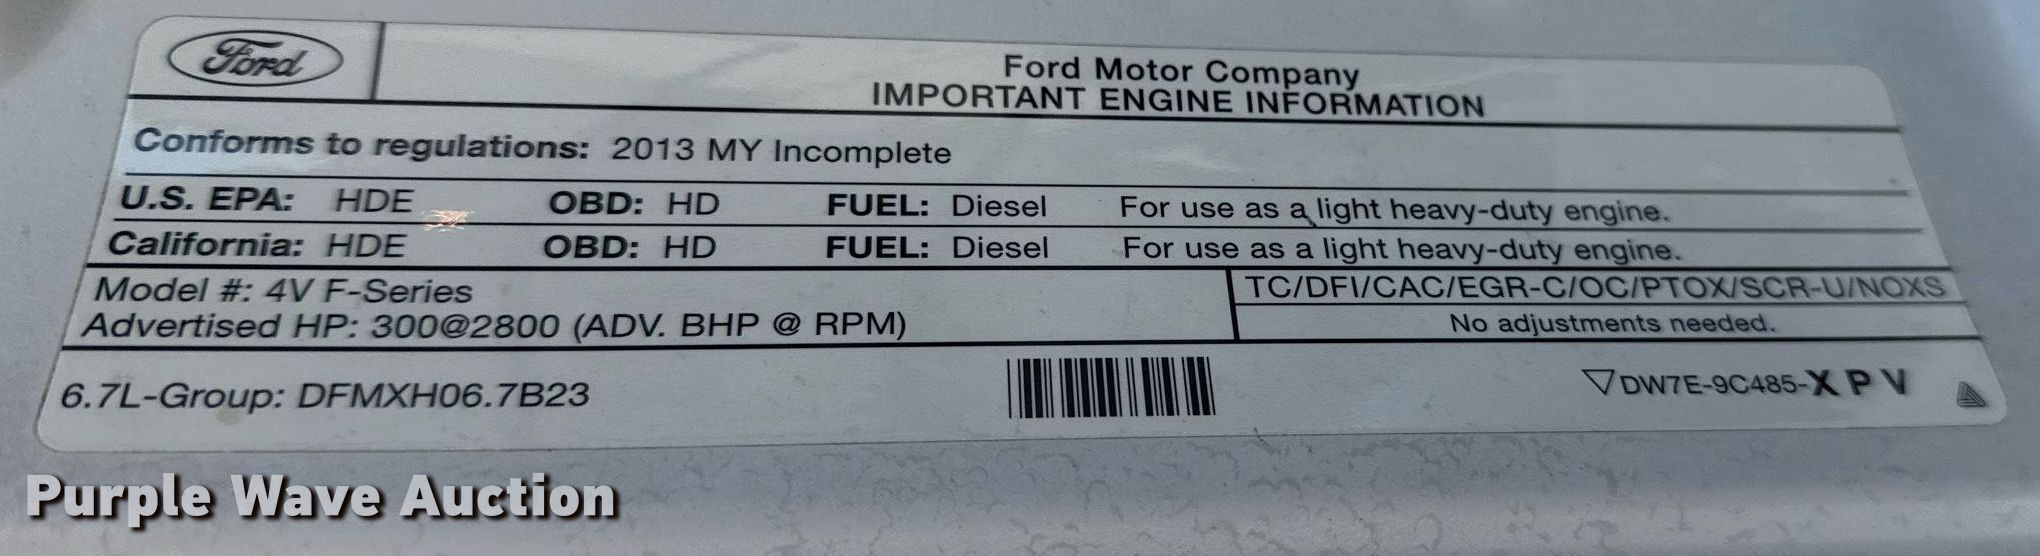 Ford
Ford Motor Company
IMPORTANT ENGINE INFORMATION
Conforms to regulations: 2013 MY Incomplete
U.S. EPA: HDE OBD: HD FUEL: Diesel For use as a light heavy-duty engine.
California: HDE OBD: HD FUEL: Diesel For use as a light heavy-duty engine.
Model #: 4V F-Series
Advertised HP: 300@2800 (ADV. BHP @ RPM)
TC/DFI/CAC/EGR-C/OC/PTOX/SCR-U/NOXS
No adjustments needed.
6.7L-Group: DFMXH06.7B23
▽DW7E-9C485-X P V
Purple Wave Auction